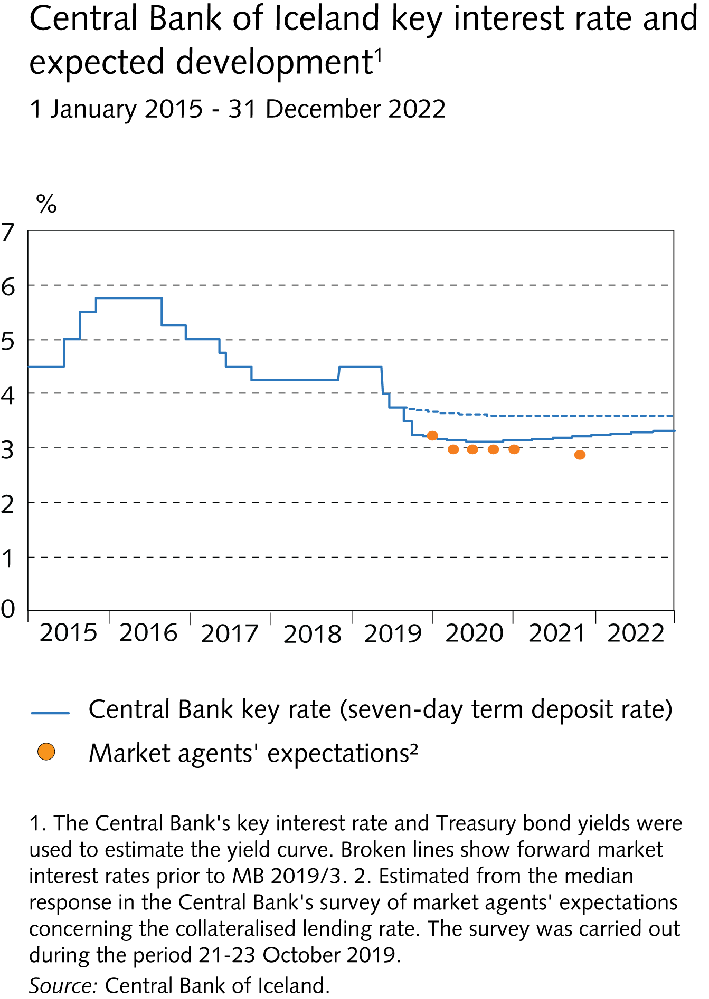 Central Bank of Iceland key interest rate and
expected development¹
1 January 2015 - 31 December 2022
%
7
6
5
4
3
2
1
0
2015 2016 2017 2018 2019 2020 2021 2022
Central Bank key rate (seven-day term deposit rate)
Market agents' expectations²
1. The Central Bank's key interest rate and Treasury bond yields were
used to estimate the yield curve. Broken lines show forward market
interest rates prior to MB 2019/3. 2. Estimated from the median
response in the Central Bank's survey of market agents' expectations
concerning the collateralised lending rate. The survey was carried out
during the period 21-23 October 2019.
Source: Central Bank of Iceland.